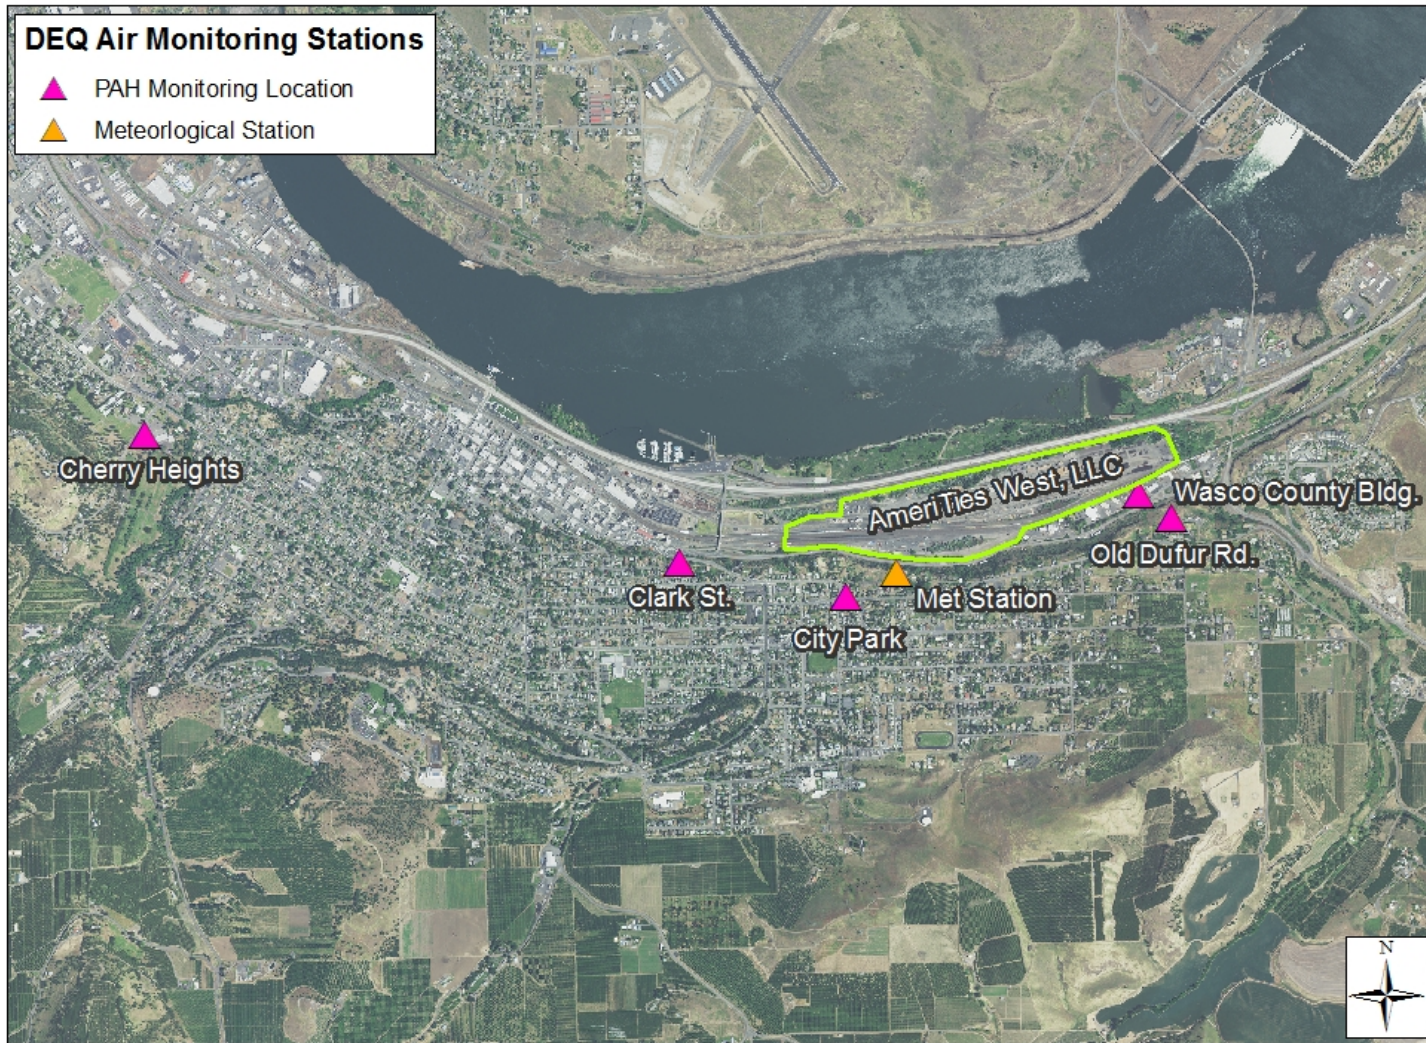 DEQ Air Monitoring Stations
PAH Monitoring Location
Meteorlogical Station
Cherry Heights
AmeriTies West, LLC
Wasco County Bldg.
Old Dufur Rd.
Clark St.
Met Station
City Park
N